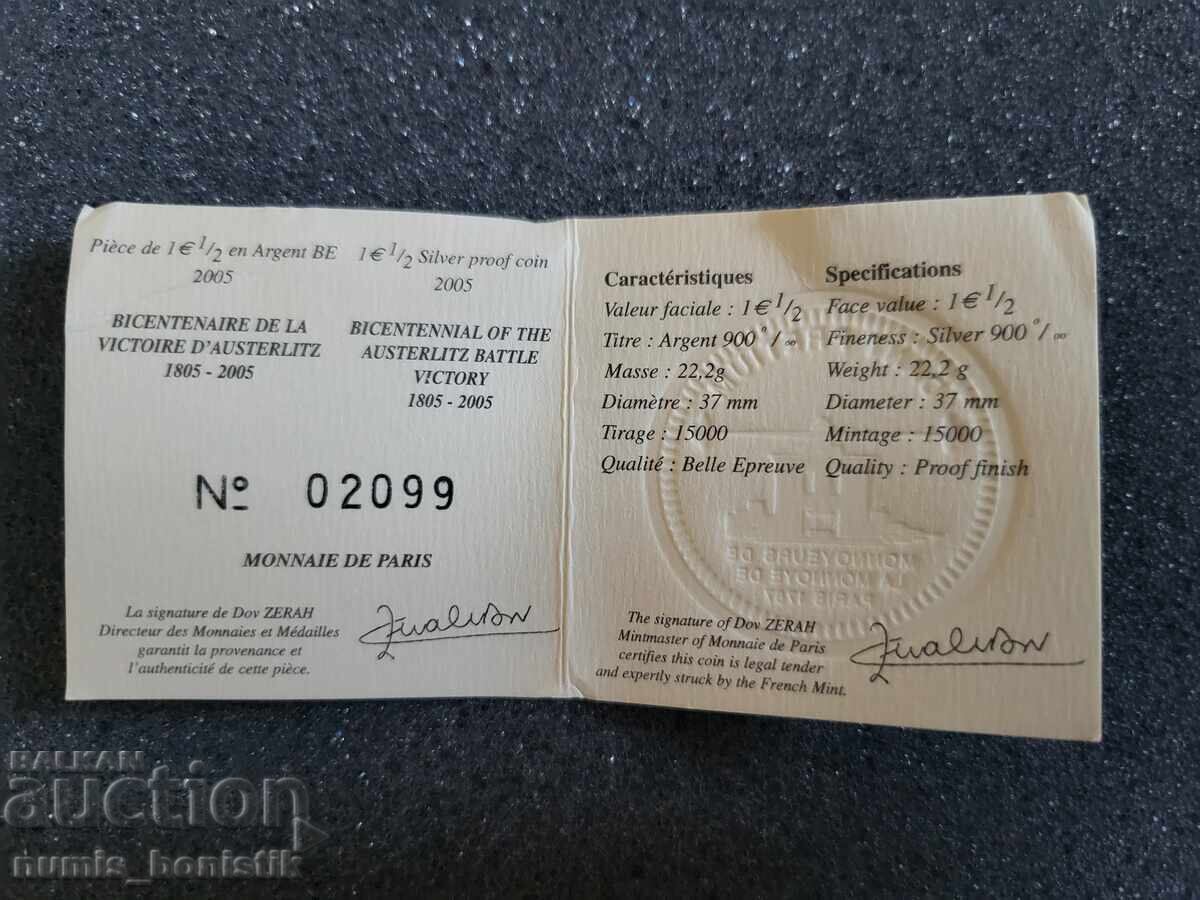 Pièce de 1€ 1/2 en Argent BE
2005
BICENTENAIRE DE LA
VICTOIRE D'AUSTERLITZ
1805 - 2005
1€ 1/2 Silver proof coin
2005
BICENTENNIAL OF THE
AUSTERLITZ BATTLE
VICTORY
1805 - 2005
Nº 02099
MONNAIE DE PARIS
La signature de Dov ZERAH
Directeur des Monnaies et Médailles
garantit la provenance et
l'authenticité de cette pièce.
Caractéristiques
Valeur faciale : 1€ 1/2
Titre : Argent 900 °/∞
Masse : 22,2g
Diamètre : 37 mm
Tirage : 15000
Qualité : Belle Epreuve
Specifications
Face value : 1€ 1/2
Fineness : Silver 900 °/∞
Weight : 22,2 g
Diameter : 37 mm
Mintage : 15000
Quality : Proof finish
MONNOYEURS DE
LA MONNOYE DE
PARIS 1787
The signature of Dov ZERAH
Mintmaster of Monnaie de Paris
certifies this coin is legal tender
and expertly struck by the French Mint.
BALKAN
auction
numis_bonistik